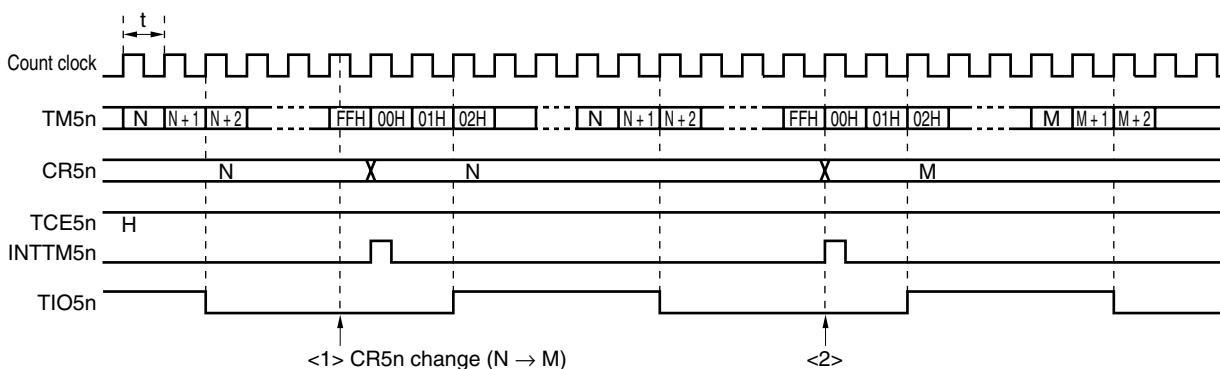 t
Count clock
TM5n N N + 1 N + 2 FFH 00H 01H 02H N N + 1 N + 2 FFH 00H 01H 02H M M + 1 M + 2
CR5n N N M
TCE5n H
INTTM5n
TIO5n
<1> CR5n change (N → M) <2>